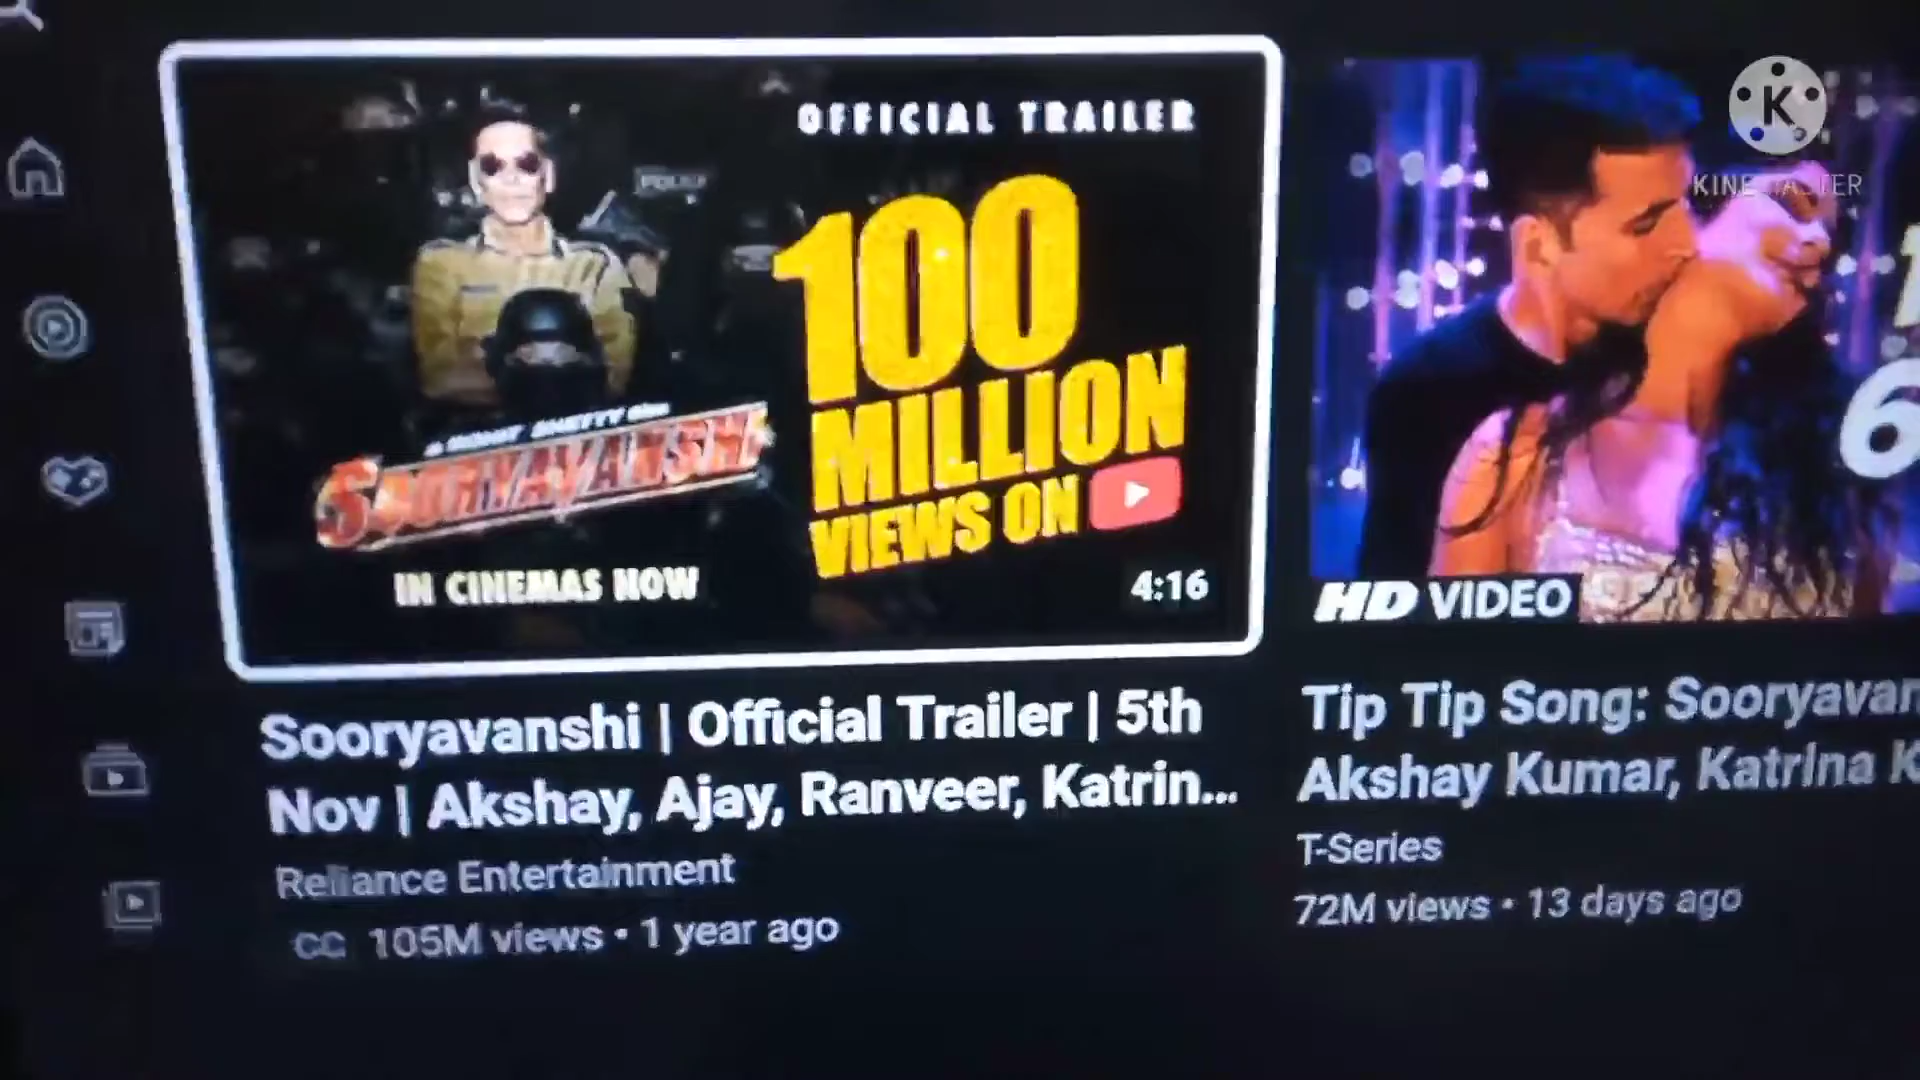 OFFICIAL TRAILER
100
MILLION
VIEWS ON
SOORYAVANSHI
IN CINEMAS NOW
4:16
Sooryavanshi | Official Trailer | 5th
Nov | Akshay, Ajay, Ranveer, Katrin...
Reliance Entertainment
CC 105M views • 1 year ago
K
KINEMASTER
6
HD VIDEO
Tip Tip Song: Sooryavan
Akshay Kumar, Katrina K
T-Series
72M views • 13 days ago